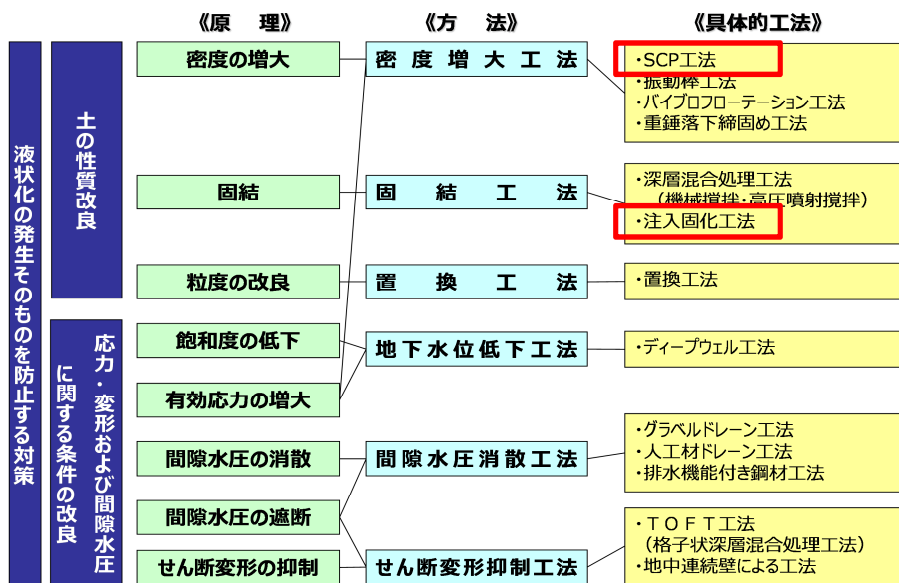 《原　理》
《方　法》
《具体的工法》
液状化の発生そのものを防止する対策
土の性質改良
密度の増大
密度増大工法
・SCP工法
・振動棒工法
・バイブロフローテーション工法
・重錘落下締固め工法
固結
固結工法
・深層混合処理工法
（機械撹拌・高圧噴射撹拌）
・注入固化工法
粒度の改良
置換工法
・置換工法
応力・変形および間隙水圧
に関する条件の改良
飽和度の低下
地下水位低下工法
・ディープウェル工法
有効応力の増大
間隙水圧の消散
間隙水圧消散工法
・グラベルドレーン工法
・人工材ドレーン工法
・排水機能付き鋼材工法
間隙水圧の遮断
せん断変形の抑制
せん断変形抑制工法
・ＴＯＦＴ工法
（格子状深層混合処理工法）
・地中連続壁による工法